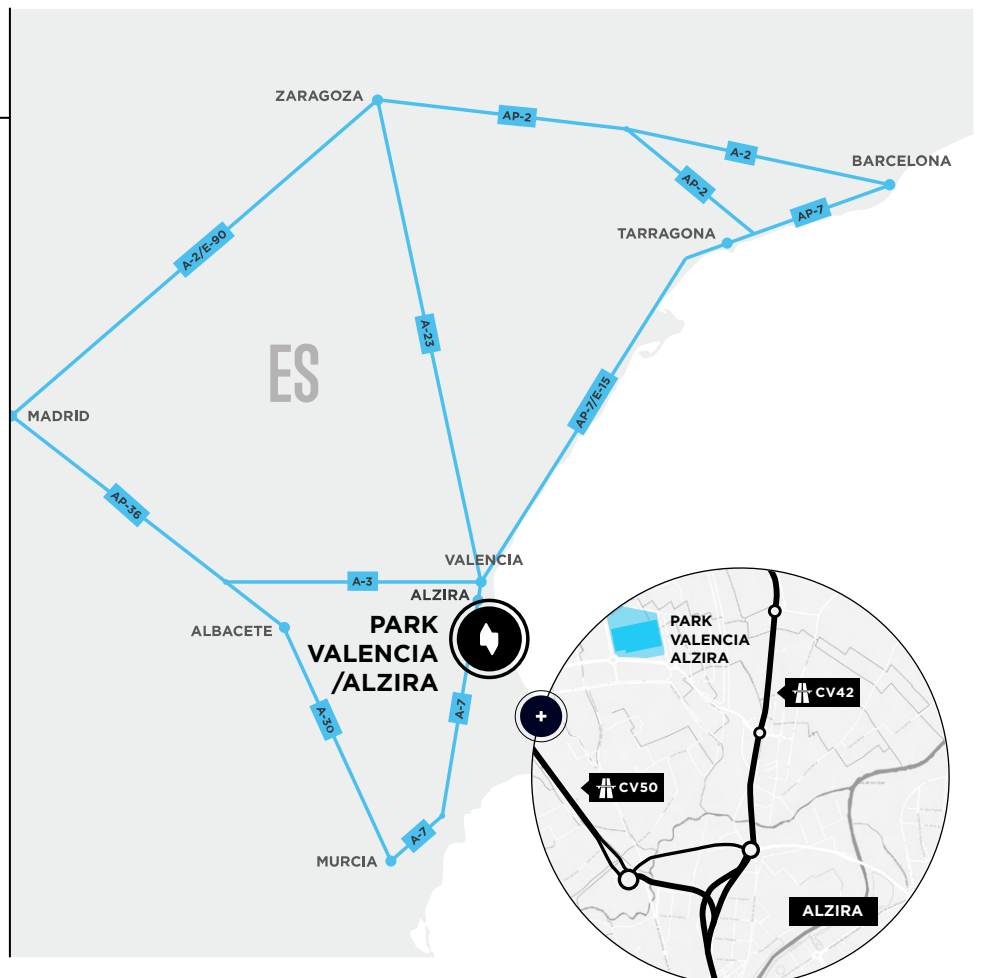 ZARAGOZA
AP-2
A-2
BARCELONA
AP-2
AP-7
TARRAGONA
A-2/E-90
A-23
ES
AP-7/E-15
MADRID
AP-36
VALENCIA
A-3
ALZIRA
ALBACETE
PARK
VALENCIA
/ALZIRA
A-30
A-7
A-7
MURCIA
PARK
VALENCIA
ALZIRA
+
CV42
CV50
ALZIRA